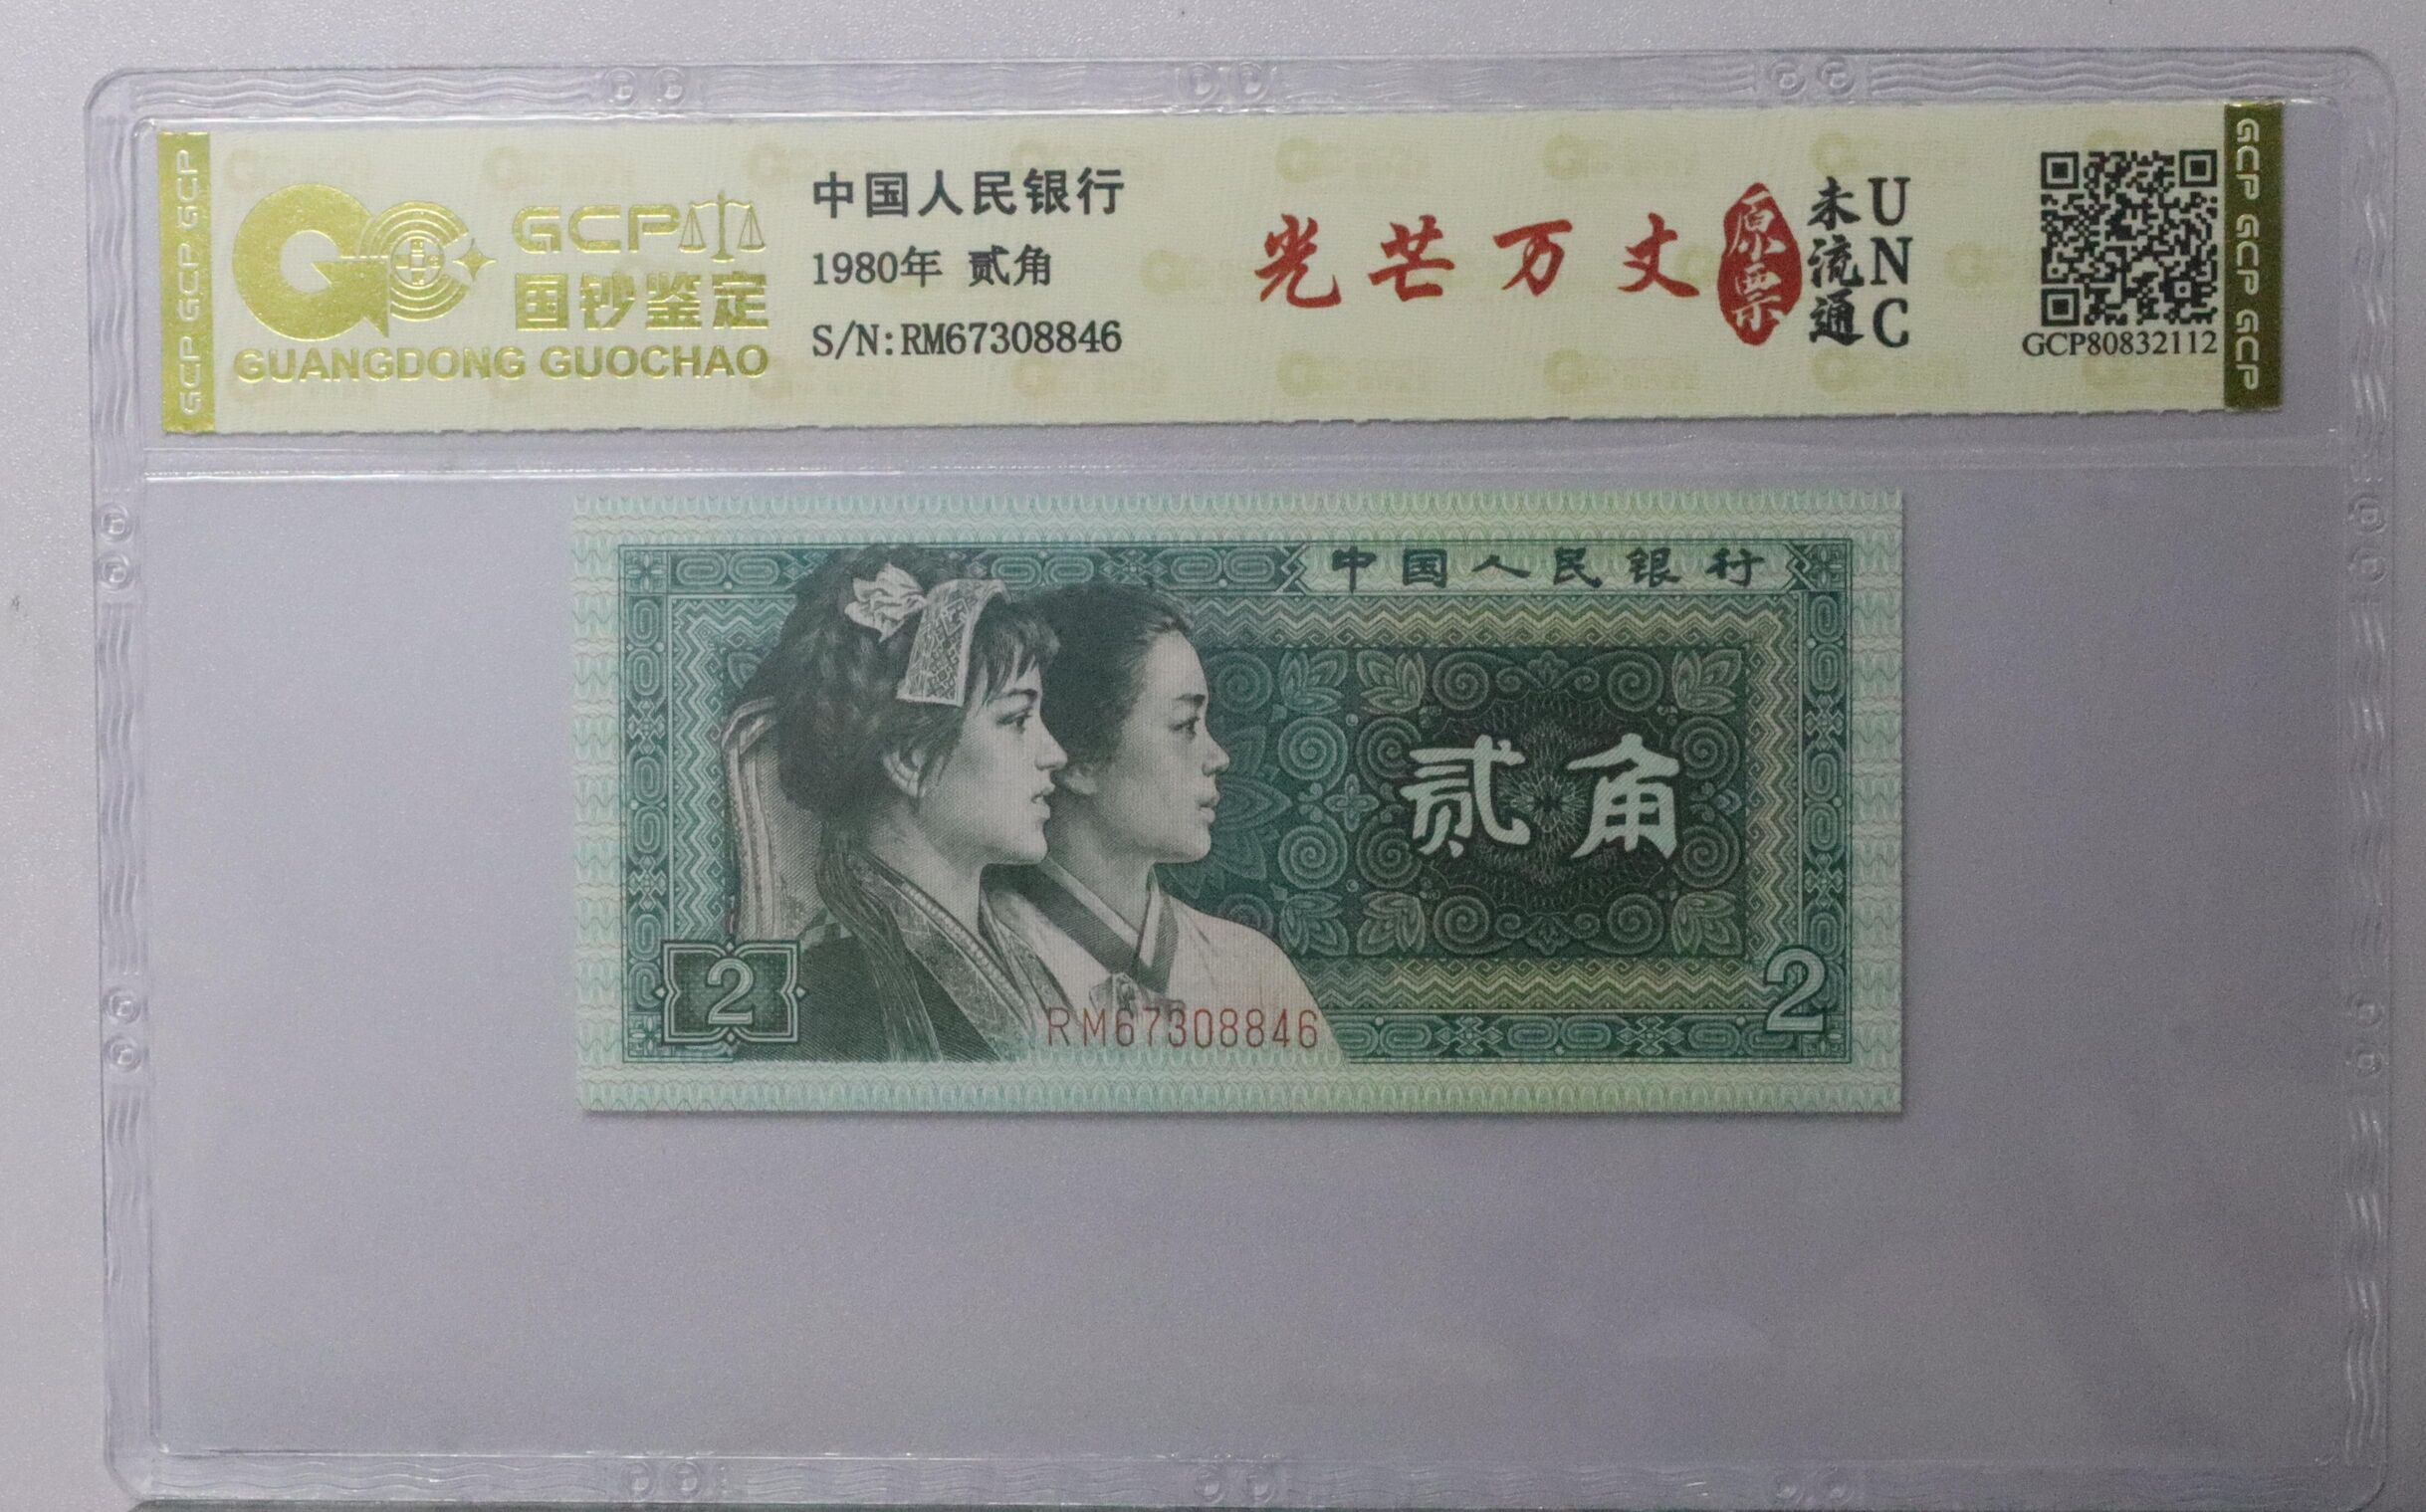 GCP GCP GCP
GCP
国钞鉴定
GUANGDONG GUOCHAO
中国人民银行
1980年 贰角
S/N:RM67308846
光芒万丈
原票
未流通
UNC
GCP80832112
GCP GCP GCP
中国人民银行
贰角
2
RM67308846
2